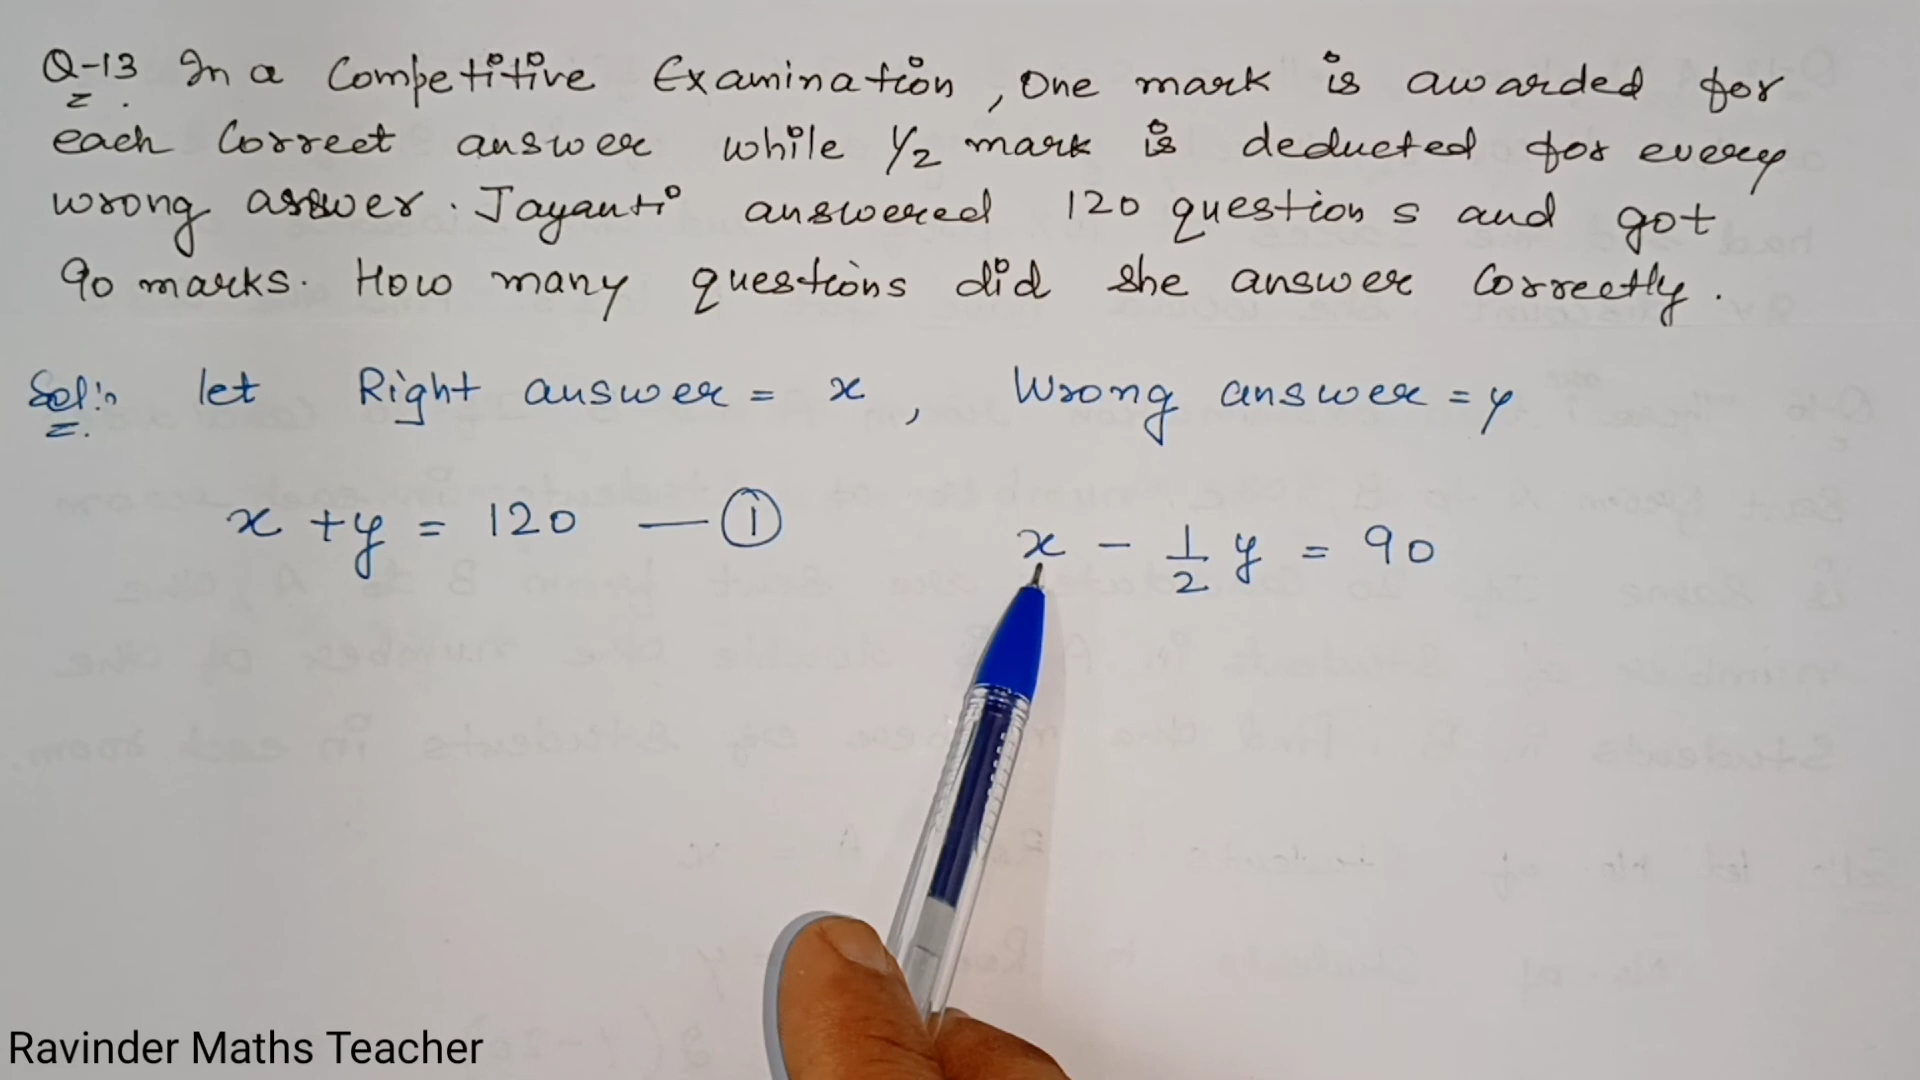 Q-13 In a Competitive Examination, One mark is awarded for
each Correct answer while 1/2 mark is deducted for every
wrong answer. Jayanti answered 120 questions and got
90 marks. How many questions did she answer Correctly.
Sol:n let Right answer = x, Wrong answer = y
x + y = 120 — ① x - 1/2 y = 90
Ravinder Maths Teacher